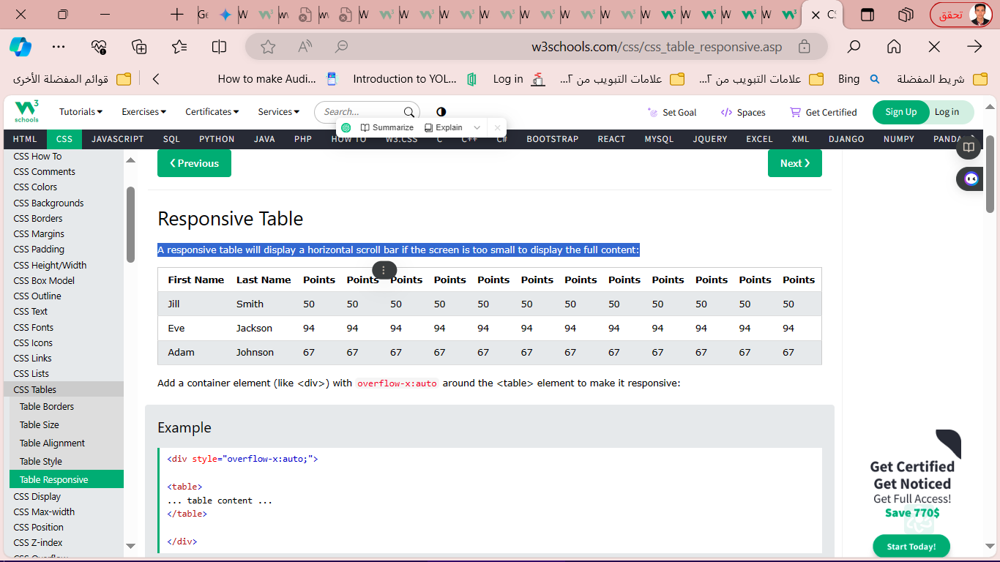 تحقق
w3schools.com/css/css_table_responsive.asp
قوائم المفضلة الأخرى
How to make Audi...
Introduction to YOL...
Log in
علامات التبويب من ٢...
علامات التبويب من ٢...
Bing
شريط المفضلة
w3
schools
Tutorials
Exercises
Certificates
Services
Search...
Set Goal
Spaces
Get Certified
Sign Up
Log in
Summarize
Explain
HTML CSS JAVASCRIPT SQL PYTHON JAVA PHP HOW TO W3.CSS C C++ C# BOOTSTRAP REACT MYSQL JQUERY EXCEL XML DJANGO NUMPY PANDA
CSS How To
CSS Comments
CSS Colors
CSS Backgrounds
CSS Borders
CSS Margins
CSS Padding
CSS Height/Width
CSS Box Model
CSS Outline
CSS Text
CSS Fonts
CSS Icons
CSS Links
CSS Lists
CSS Tables
Table Borders
Table Size
Table Alignment
Table Style
Table Responsive
CSS Display
CSS Max-width
CSS Position
CSS Z-index
CSS Overflow
❮ Previous
Next ❯
Responsive Table
A responsive table will display a horizontal scroll bar if the screen is too small to display the full content:
First Name Last Name Points Points Points Points Points Points Points Points Points Points Points Points
Jill Smith 50 50 50 50 50 50 50 50 50 50 50 50
Eve Jackson 94 94 94 94 94 94 94 94 94 94 94 94
Adam Johnson 67 67 67 67 67 67 67 67 67 67 67 67
Add a container element (like <div>) with overflow-x:auto around the <table> element to make it responsive:
Example
<div style="overflow-x:auto;">
<table>
... table content ...
</table>
</div>
Get Certified
Get Noticed
Get Full Access!
Save 770$
Start Today!